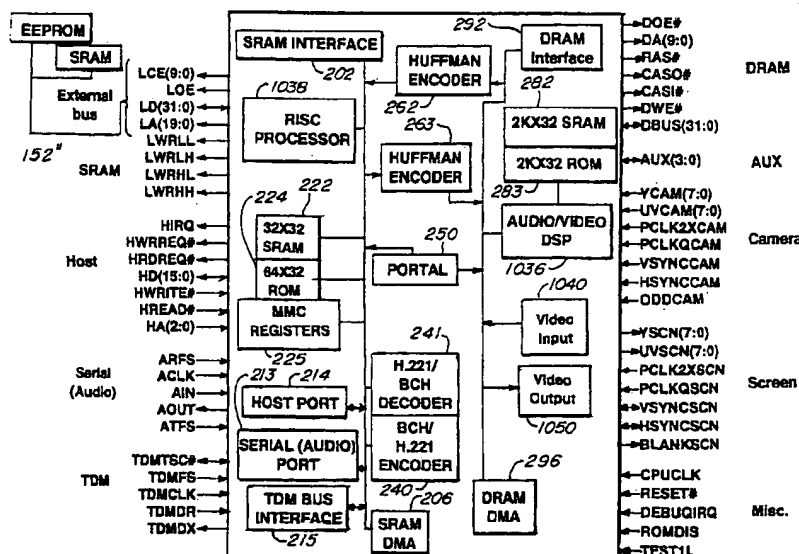 EEPROM
SRAM
External
bus
152"
SRAM
LCE(9:0)
LOE
LD(31:0)
LA(19:0)
LWRLL
LWRLH
LWRHL
LWRHH
Host
HIRQ
HWRREQ#
HRDREQ#
HD(15:0)
HWRITE#
HREAD#
HA(2:0)
Serial
(Audio)
ARFS
ACLK
AIN
AOUT
ATFS
TDM
TDMTSC#
TDMFS
TDMCLK
TDMDR
TDMDX
SRAM INTERFACE
202
1038
RISC
PROCESSOR
224
222
32X32
SRAM
64X32
ROM
MMC
REGISTERS
225
213
214
HOST PORT
SERIAL (AUDIO)
PORT
TDM BUS
INTERFACE
215
HUFFMAN
ENCODER
262
263
HUFFMAN
ENCODER
250
PORTAL
241
H.221/
BCH
DECODER
BCH/
H.221
ENCODER
240
206
SRAM
DMA
292
DRAM
Interface
282
2KX32 SRAM
2KX32 ROM
283
AUDIO/VIDEO
DSP
1036
1040
Video
Input
Video
Output
1050
296
DRAM
DMA
DOE#
DA(9:0)
RAS#
CASO#
CASI#
DWE#
DBUS(31:0)
DRAM
AUX(3:0)
AUX
YCAM(7:0)
UVCAM(7:0)
PCLK2XCAM
PCLKQCAM
VSYNCCAM
HSYNCCAM
ODDCAM
Camera
YSCN(7:0)
UVSCN(7:0)
PCLK2XSCN
PCLKQSCN
VSYNCSCN
HSYNCSCN
BLANKSCN
Screen
CPUCLK
RESET#
DEBUQIRQ
ROMDIS
TEST1L
Misc.